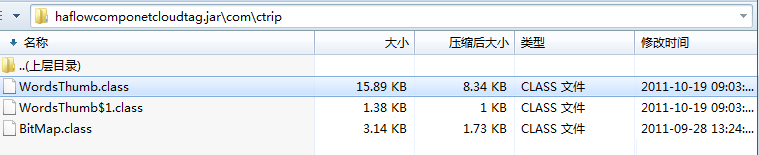 haflowcomponetcloudtag.jar\com\ctrip
名称 大小 压缩后大小 类型 修改时间
..(上层目录)
WordsThumb.class 15.89 KB 8.34 KB CLASS 文件 2011-10-19 09:03:...
WordsThumb$1.class 1.38 KB 1 KB CLASS 文件 2011-10-19 09:03:...
BitMap.class 3.14 KB 1.73 KB CLASS 文件 2011-09-28 13:24:...